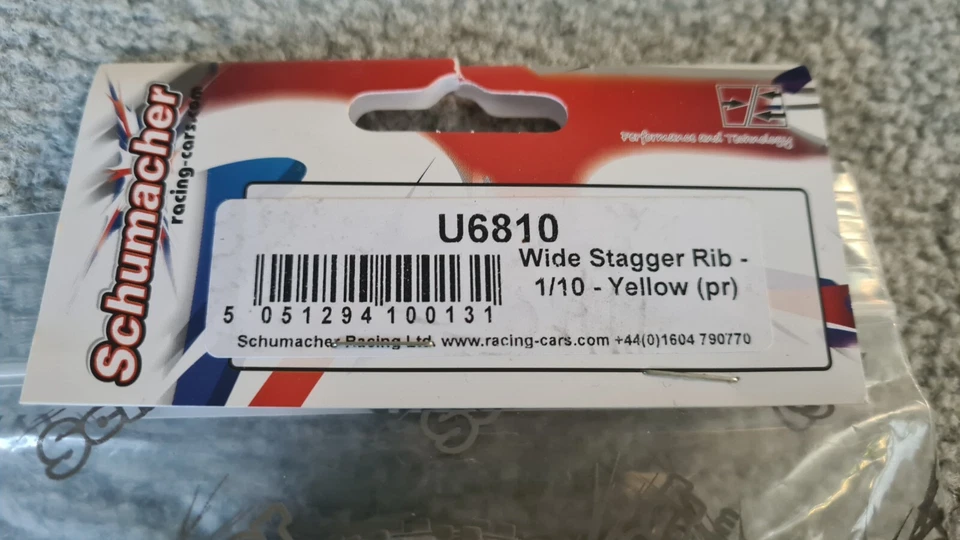 Schumacher
racing-cars.com
Performance and Technology
U6810
Wide Stagger Rib -
1/10 - Yellow (pr)
5 051294 100131
Schumacher Racing Ltd. www.racing-cars.com +44(0)1604 790770